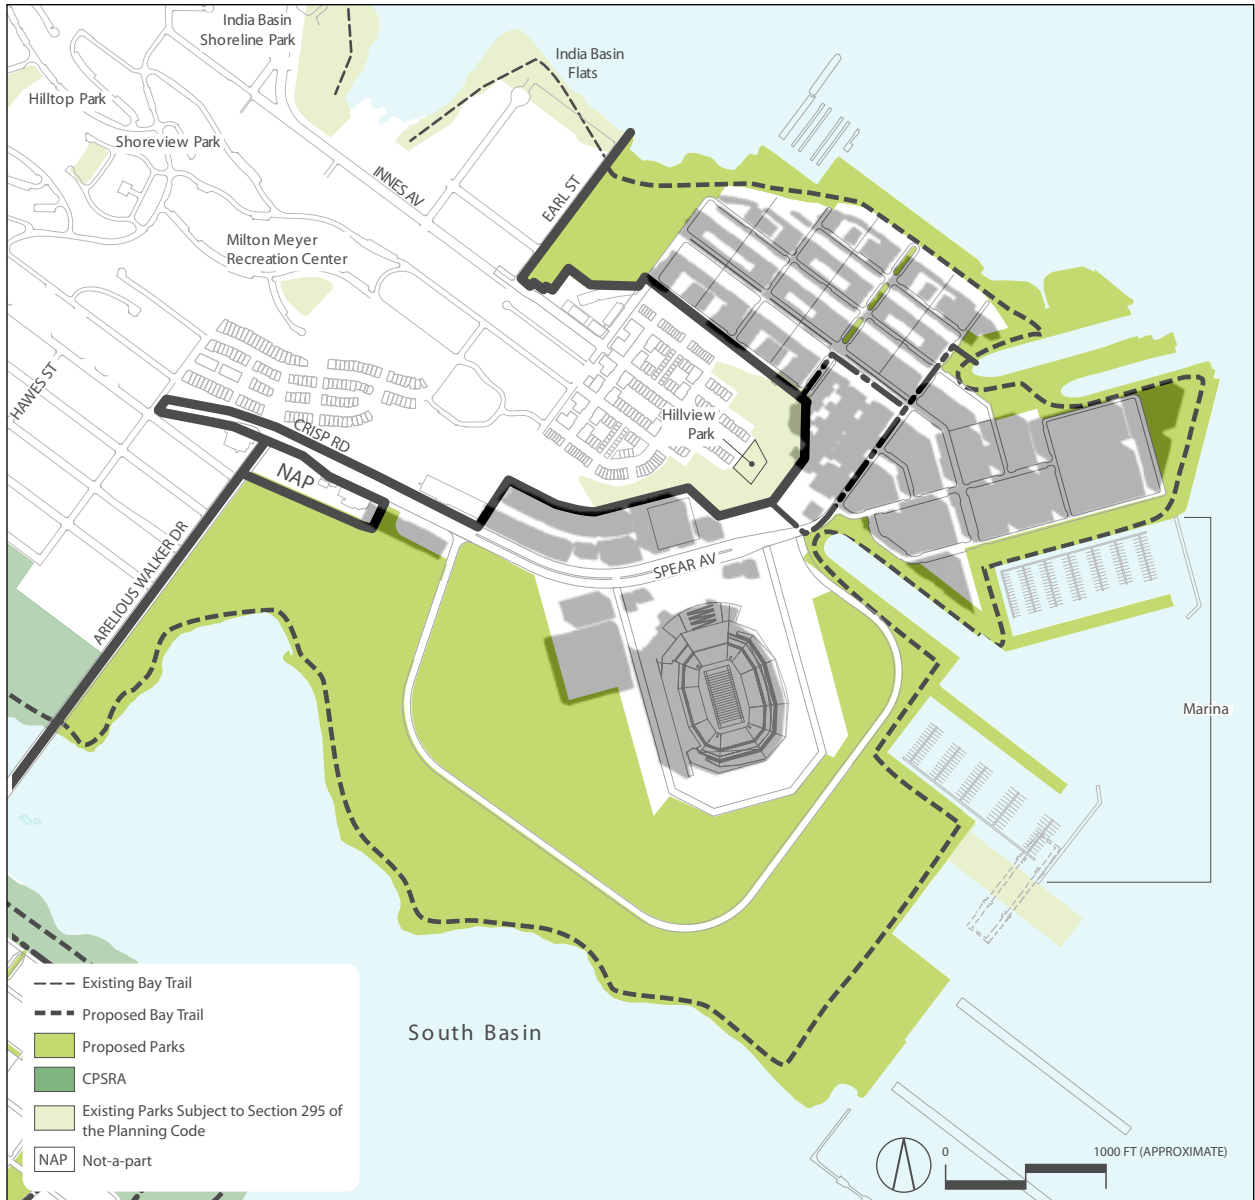 India Basin
Shoreline Park
India Basin
Flats
Hilltop Park
Shoreview Park
INNES AV
EARL ST
Milton Meyer
Recreation Center
HAWES ST
Hillview
Park
CRISP RD
NAP
SPEAR AV
ARELIOUS WALKER DR
Marina
South Basin
Existing Bay Trail
Proposed Bay Trail
Proposed Parks
CPSRA
Existing Parks Subject to Section 295 of
the Planning Code
NAP Not-a-part
0 1000 FT (APPROXIMATE)